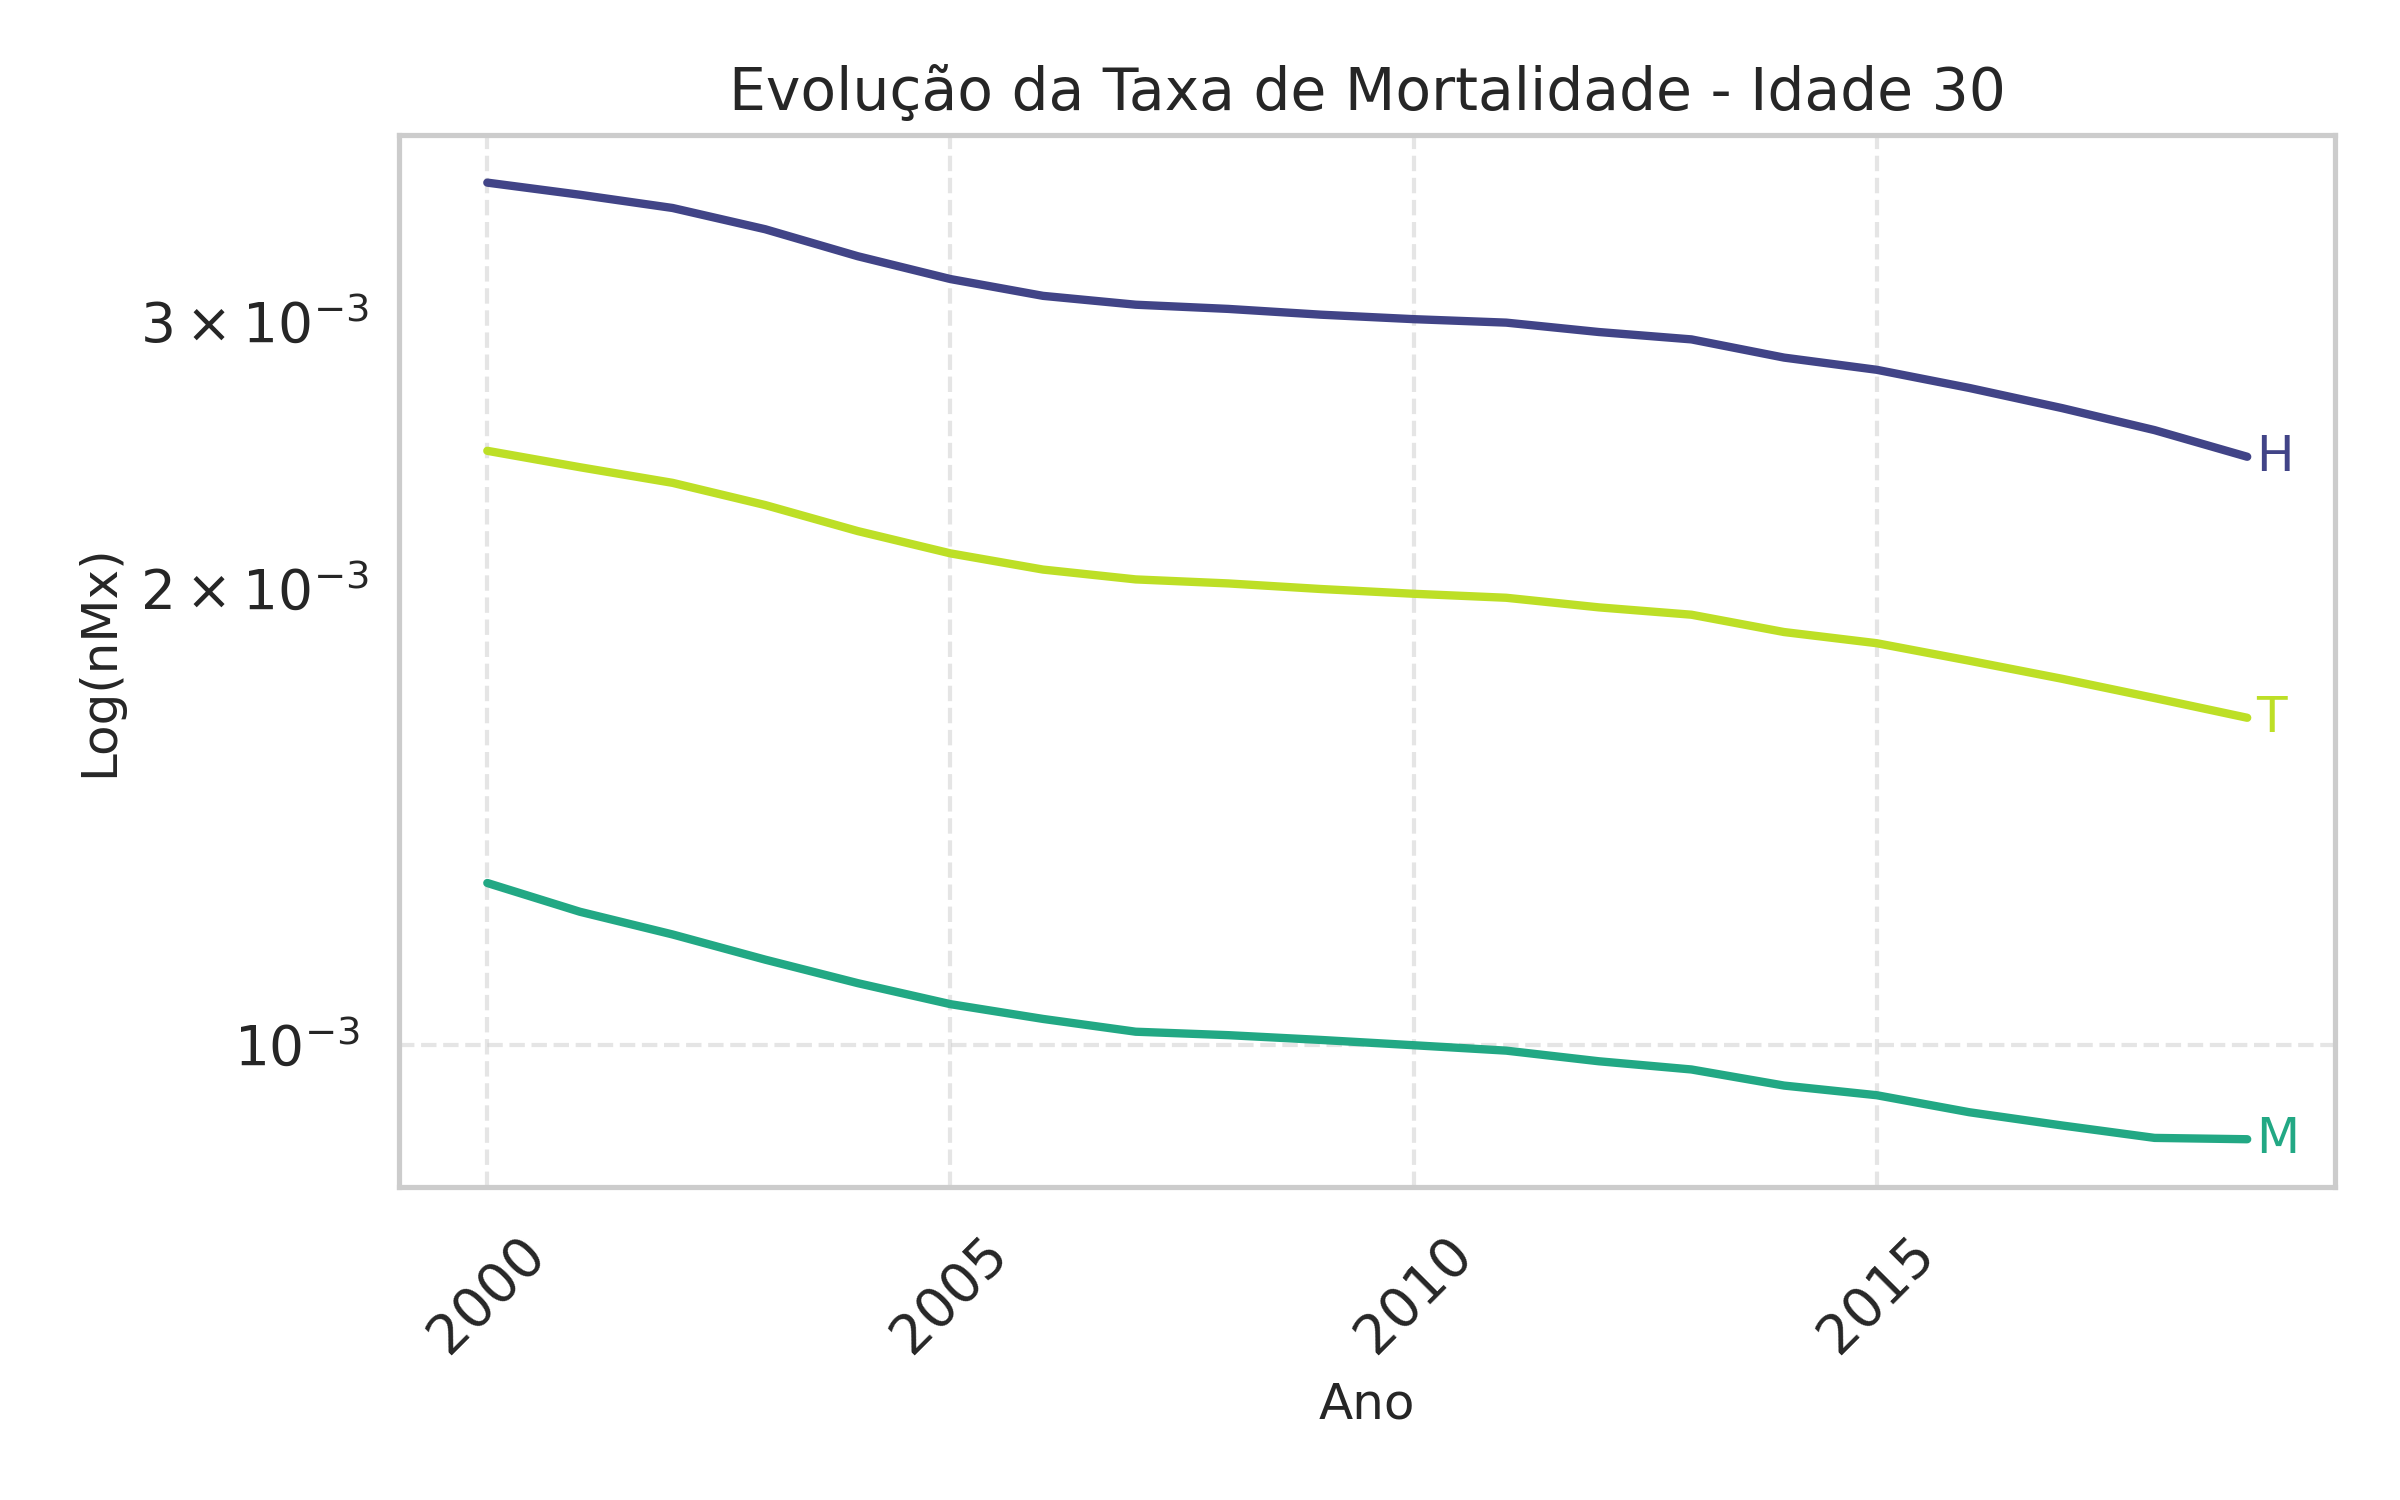 Evolução da Taxa de Mortalidade - Idade 30
Log(nMx)
3 × 10⁻³
2 × 10⁻³
10⁻³
H
T
M
2000
2005
2010
2015
Ano